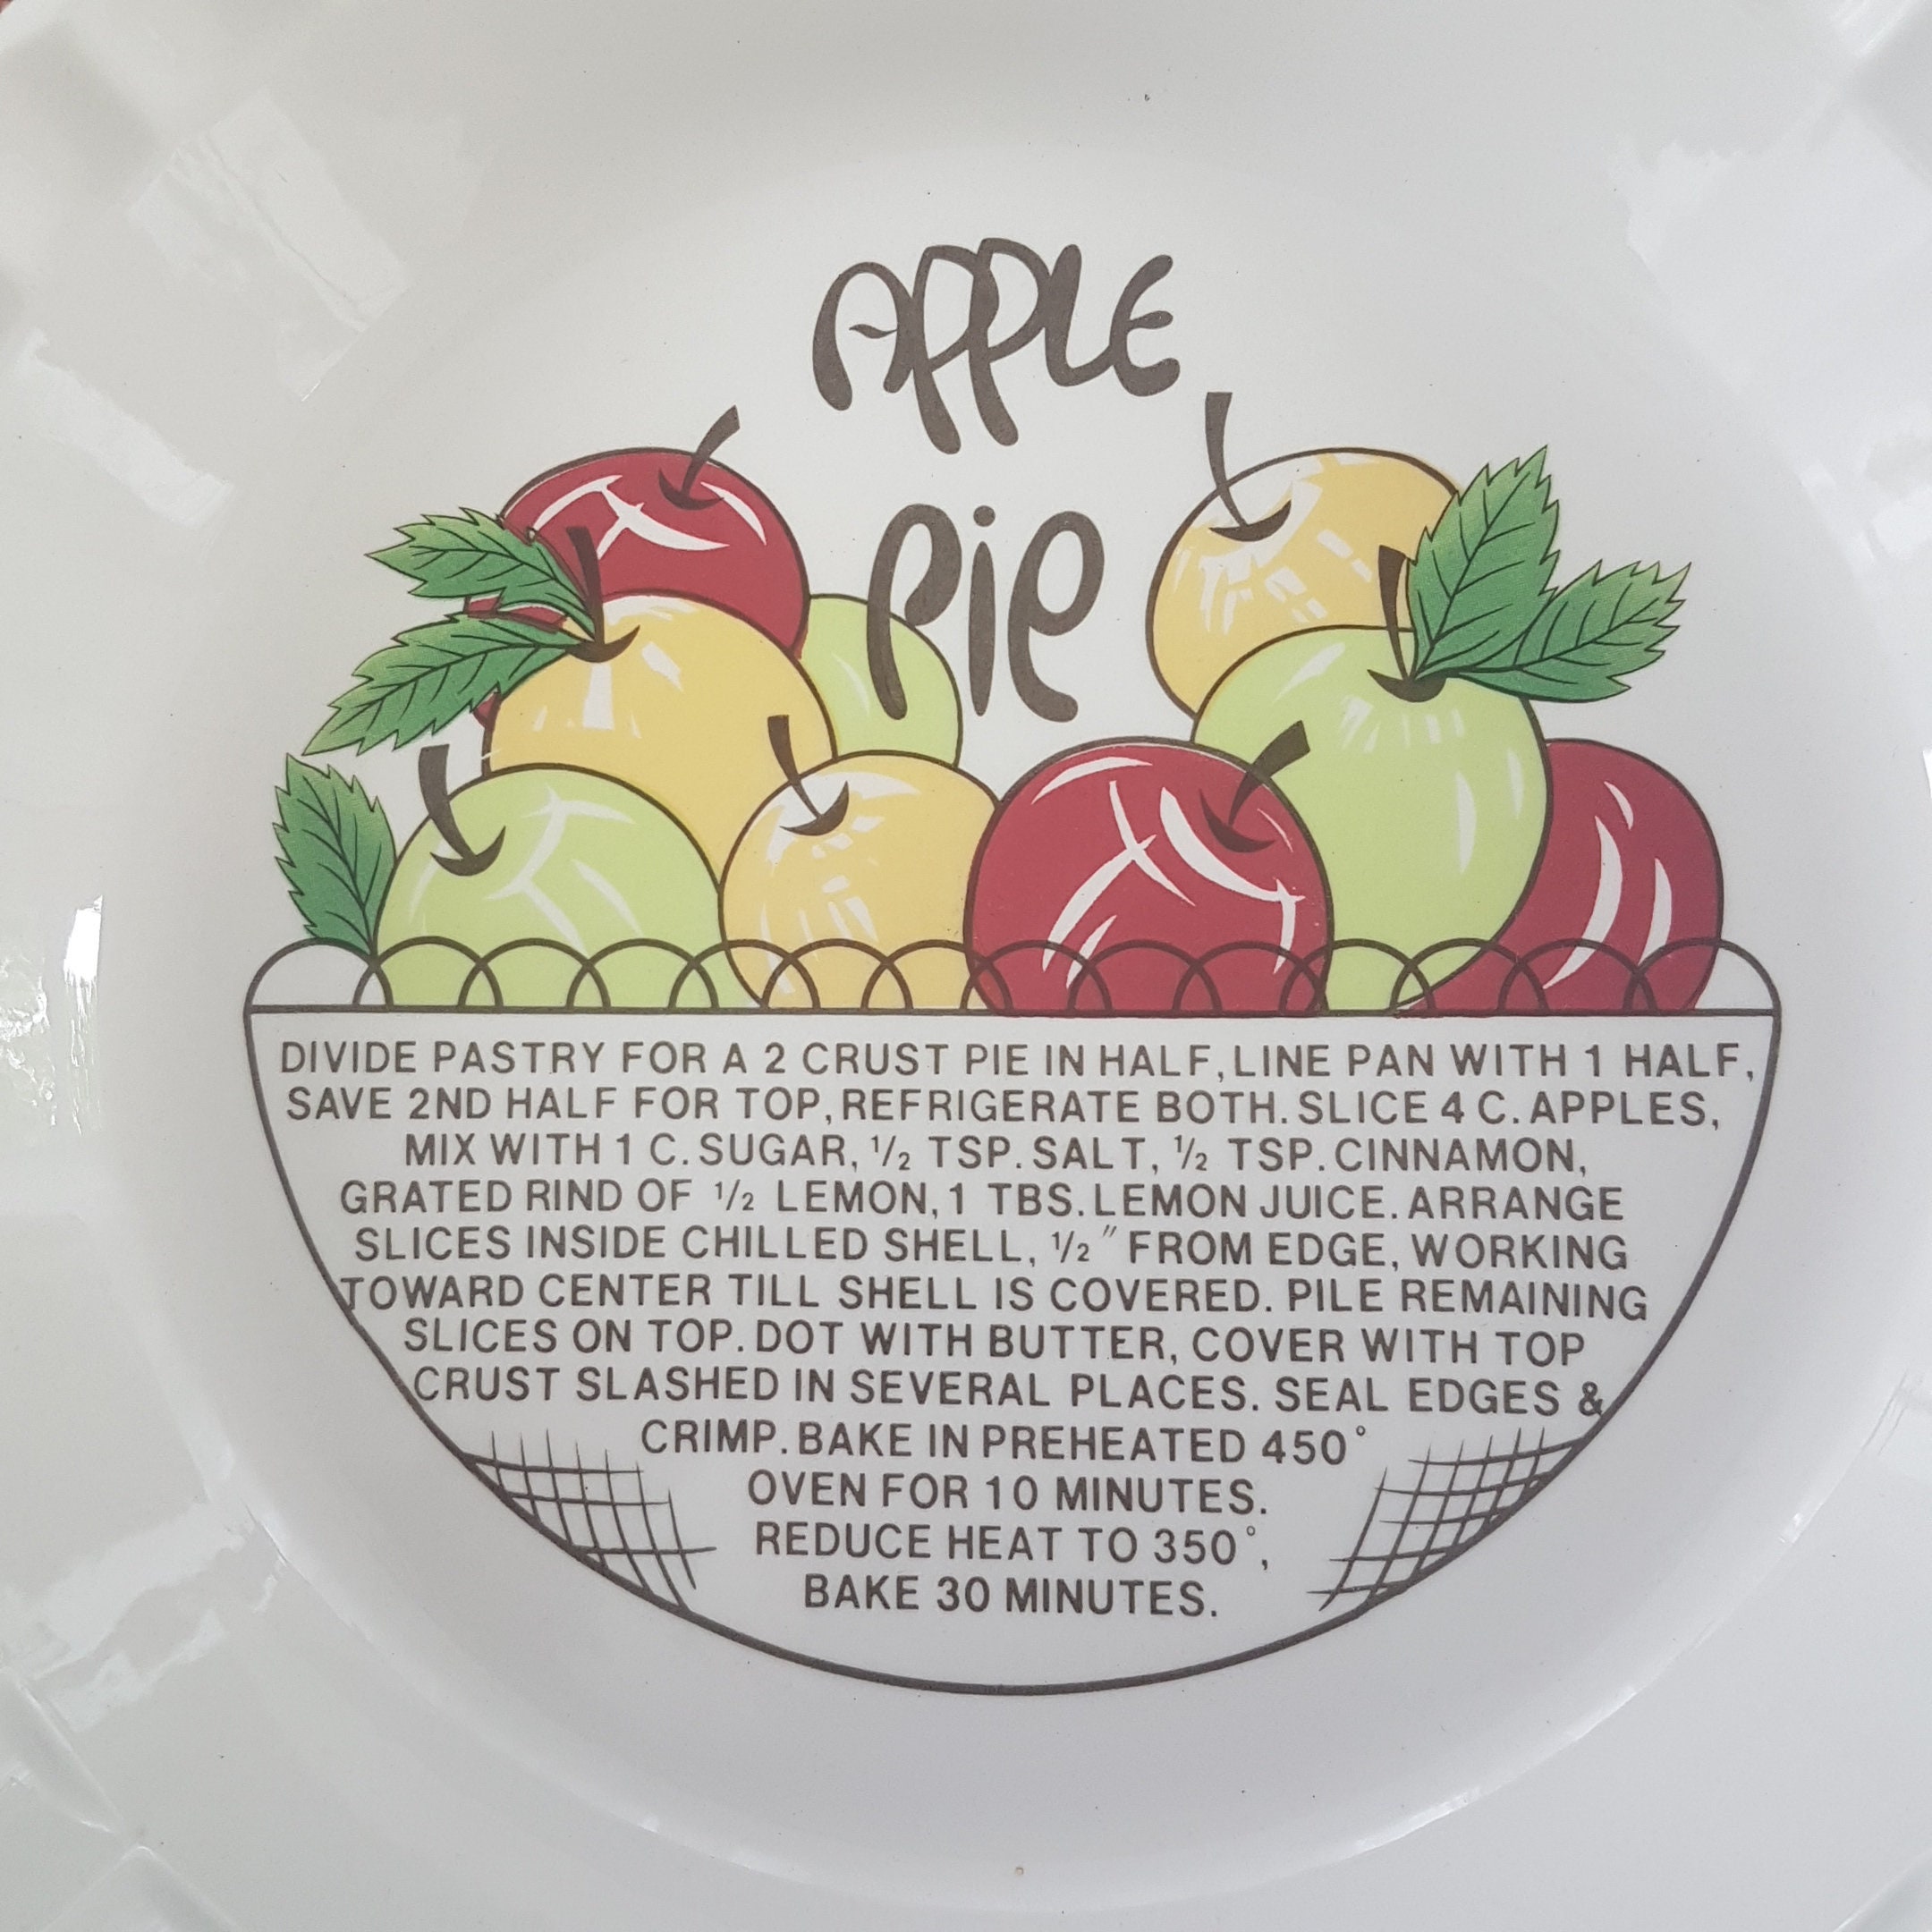 APPLE
Pie
DIVIDE PASTRY FOR A 2 CRUST PIE IN HALF, LINE PAN WITH 1 HALF,
SAVE 2ND HALF FOR TOP, REFRIGERATE BOTH. SLICE 4 C. APPLES,
MIX WITH 1 C. SUGAR, 1/2 TSP. SALT, 1/2 TSP. CINNAMON,
GRATED RIND OF 1/2 LEMON, 1 TBS. LEMON JUICE. ARRANGE
SLICES INSIDE CHILLED SHELL, 1/2" FROM EDGE, WORKING
TOWARD CENTER TILL SHELL IS COVERED. PILE REMAINING
SLICES ON TOP. DOT WITH BUTTER, COVER WITH TOP
CRUST SLASHED IN SEVERAL PLACES. SEAL EDGES &
CRIMP. BAKE IN PREHEATED 450°
OVEN FOR 10 MINUTES.
REDUCE HEAT TO 350°,
BAKE 30 MINUTES.